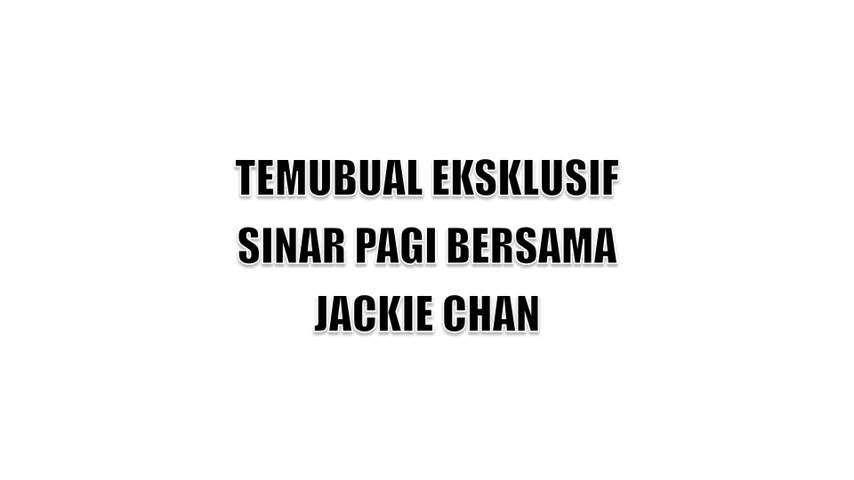 TEMUBUAL EKSKLUSIF
SINAR PAGI BERSAMA
JACKIE CHAN